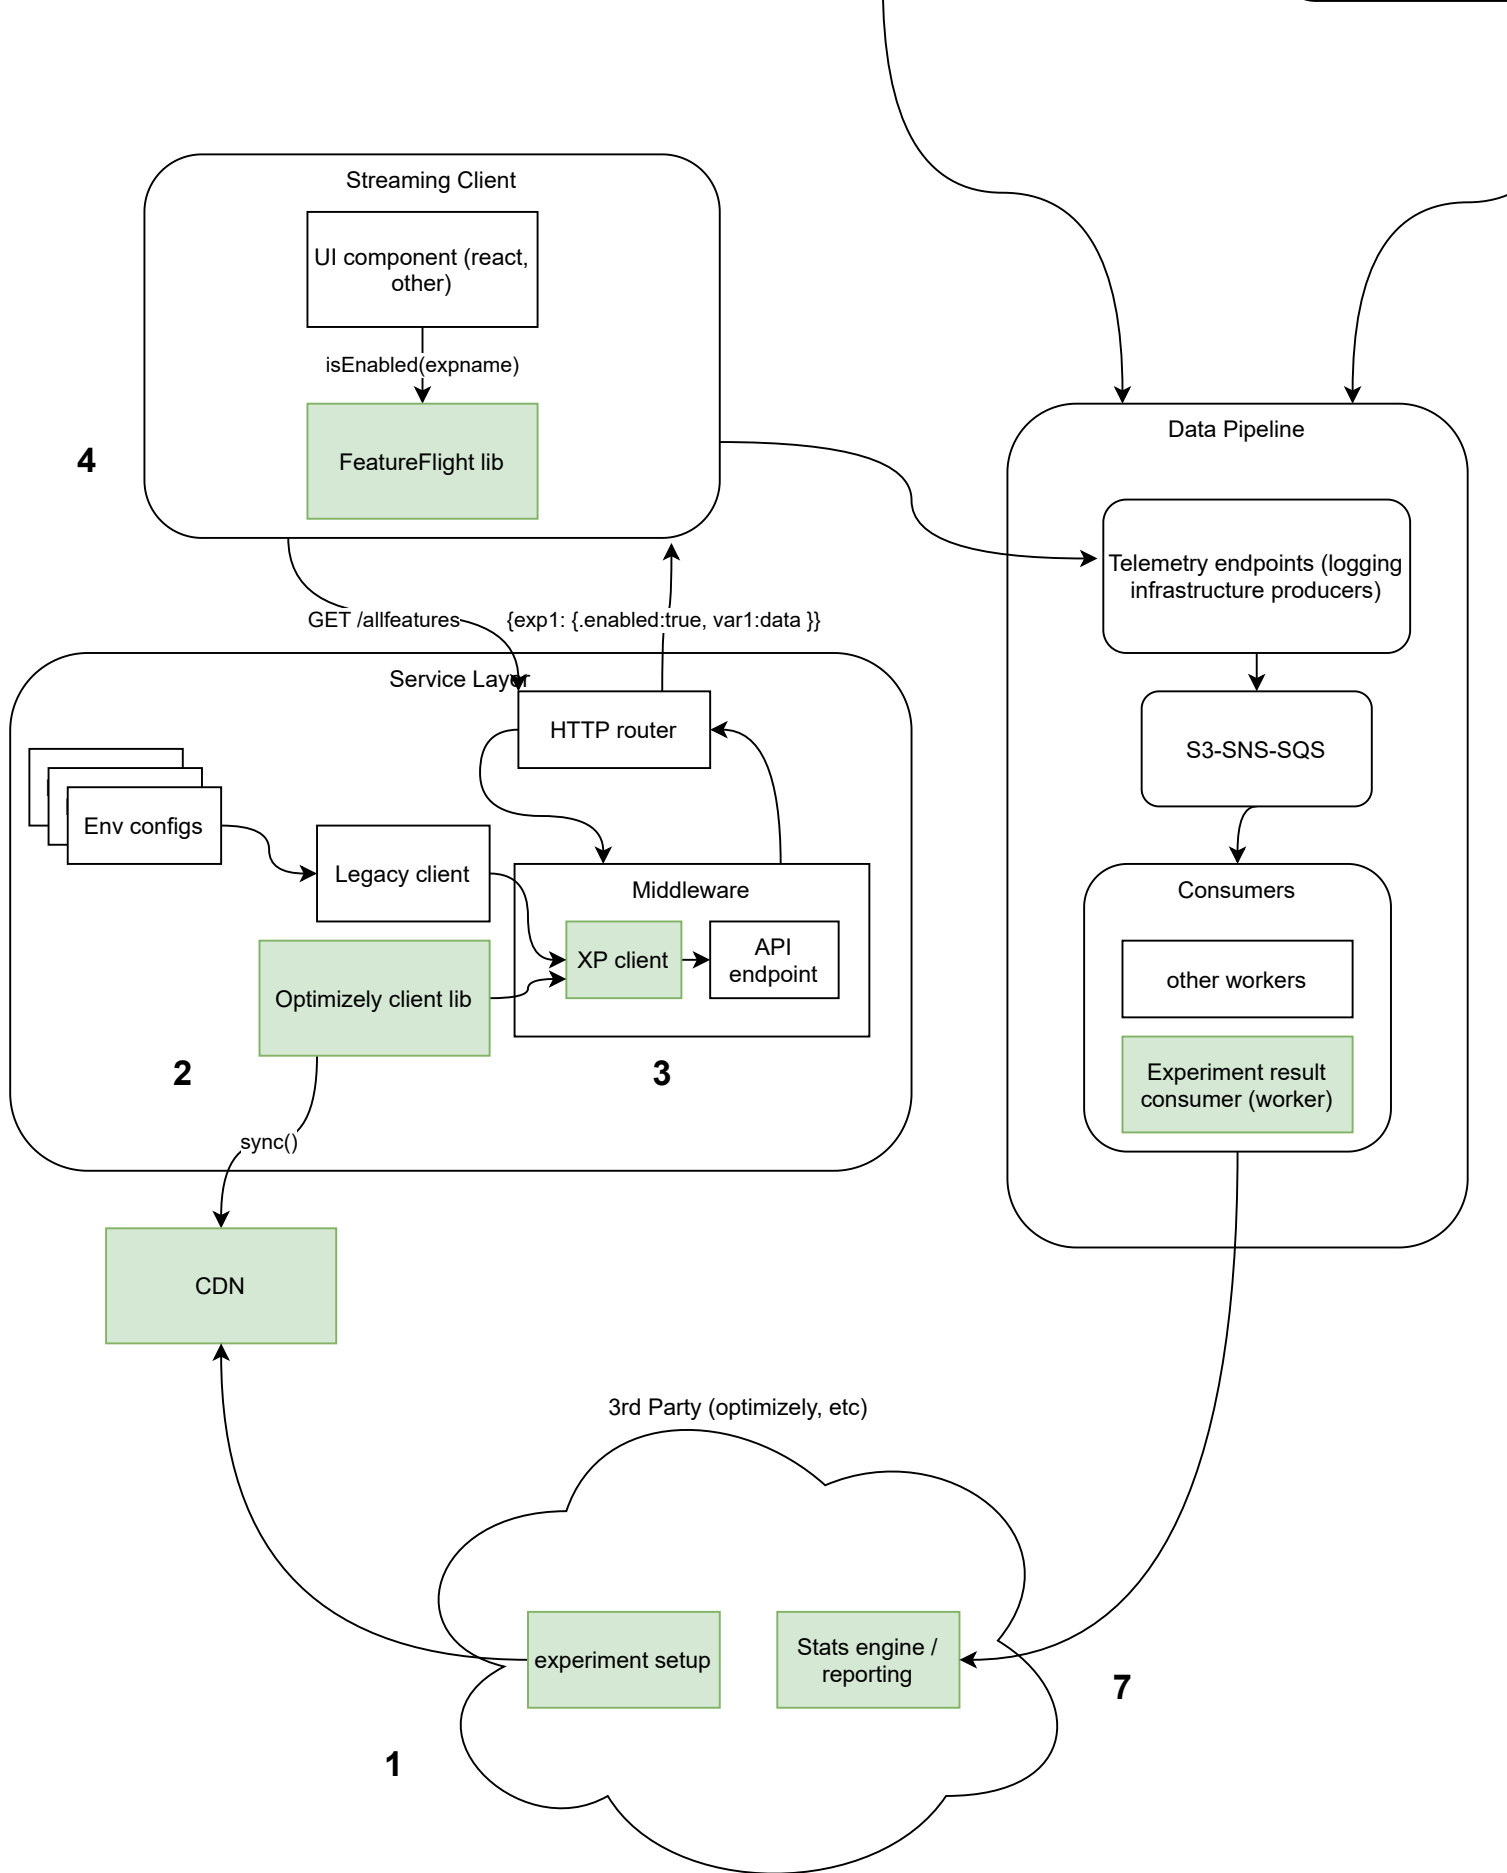 Streaming Client
UI component (react,
other)
isEnabled(expname)
FeatureFlight lib
4
Data Pipeline
Telemetry endpoints (logging
infrastructure producers)
GET /allfeatures
{exp1: {.enabled:true, var1:data }}
Service Layer
HTTP router
S3-SNS-SQS
Env configs
Legacy client
Middleware
XP client
API
endpoint
Optimizely client lib
2
3
Consumers
other workers
Experiment result
consumer (worker)
sync()
CDN
3rd Party (optimizely, etc)
experiment setup
Stats engine /
reporting
7
1